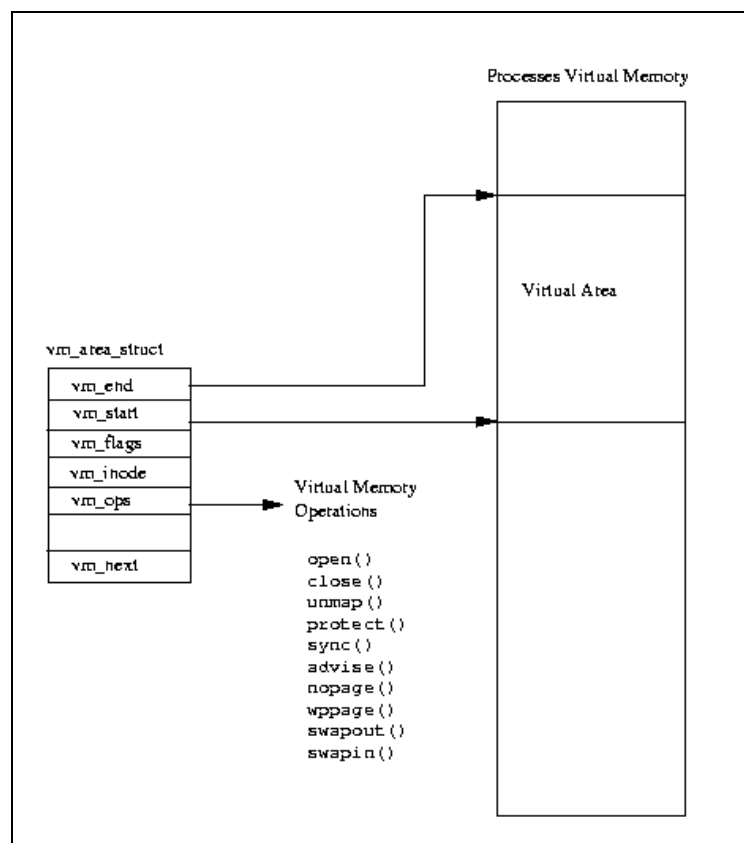 Processes Virtual Memory
Virtual Area
vm_area_struct
vm_end
vm_start
vm_flags
vm_inode
vm_ops
vm_next
Virtual Memory
Operations
open()
close()
unmap()
protect()
sync()
advise()
nopage()
wppage()
swapout()
swapin()